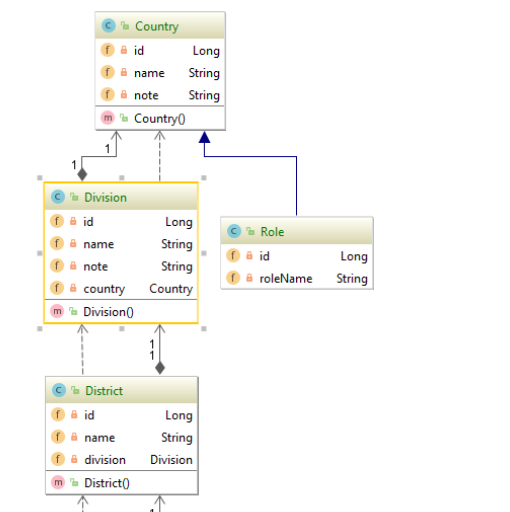 C Country
f id Long
f name String
f note String
m Country()
1
1
C Division
f id Long
f name String
f note String
f country Country
m Division()
C Role
f id Long
f roleName String
1
1
C District
f id Long
f name String
f division Division
m District()
1